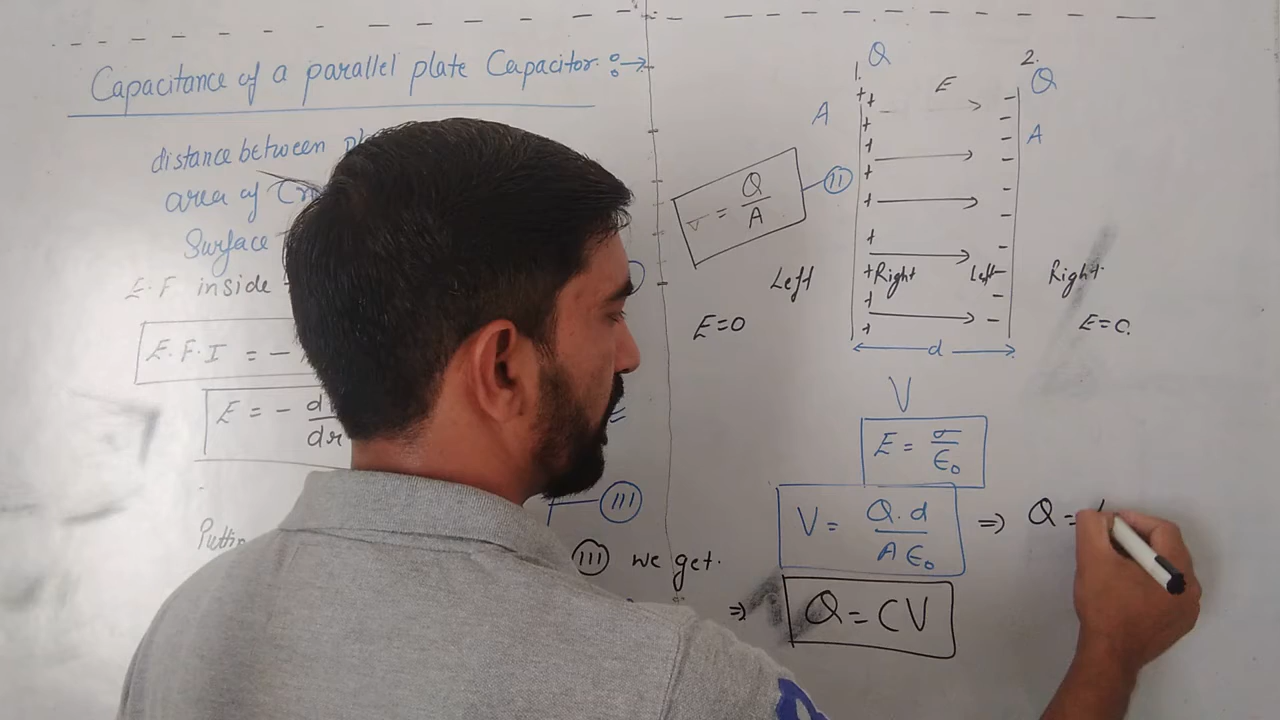 Capacitance of a parallel plate Capacitor :→
distance between
area of
Surface
E.F inside
E.F.I = -
E = -
dr
Puttin
III
III we get.
σ = Q/A
II
1.
Q
A
E
2.
Q
A
Left
Right
Left
Right
E=0
E=0.
d
V
E = σ/ε₀
V = Q.d/Aε₀ ⇒ Q =
⇒ Q = CV